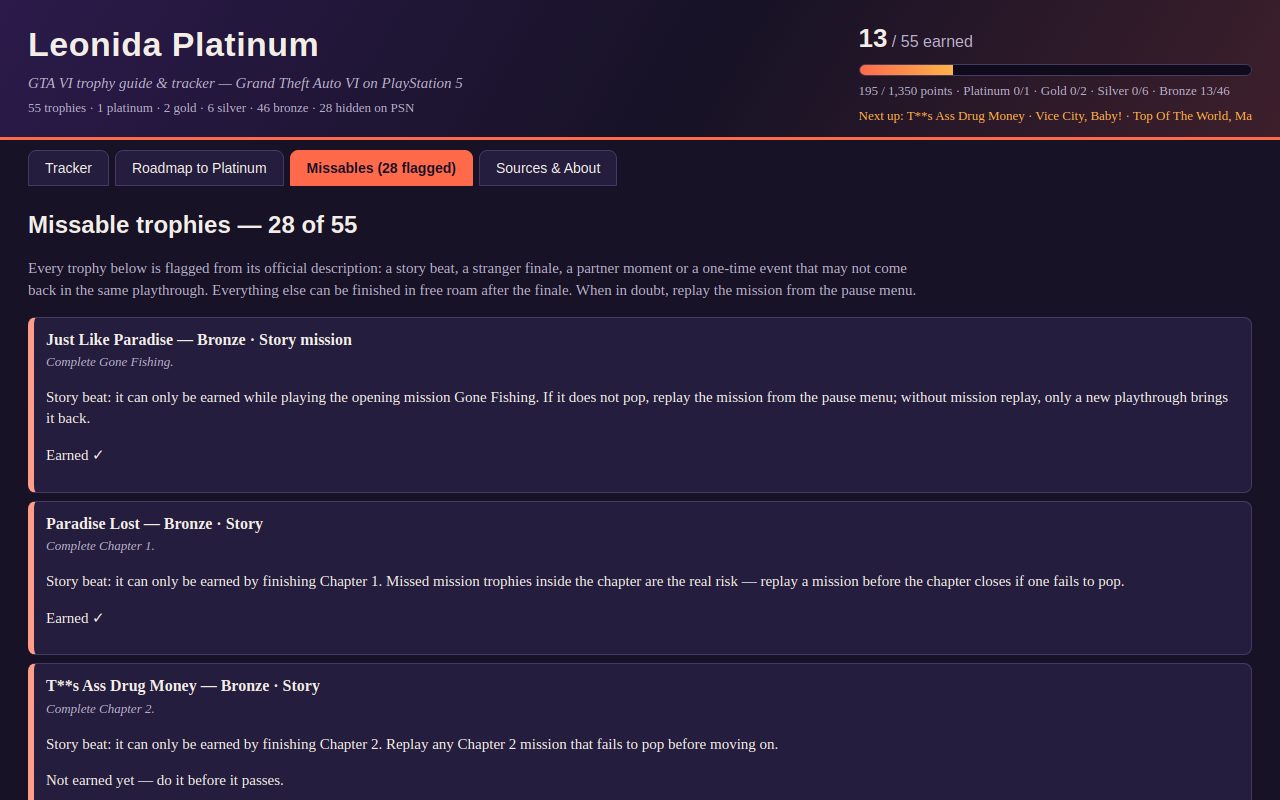 Leonida Platinum
GTA VI trophy guide & tracker — Grand Theft Auto VI on PlayStation 5
55 trophies · 1 platinum · 2 gold · 6 silver · 46 bronze · 28 hidden on PSN
13 / 55 earned
195 / 1,350 points · Platinum 0/1 · Gold 0/2 · Silver 0/6 · Bronze 13/46
Next up: T**s Ass Drug Money · Vice City, Baby! · Top Of The World, Ma
Tracker
Roadmap to Platinum
Missables (28 flagged)
Sources & About
Missable trophies — 28 of 55
Every trophy below is flagged from its official description: a story beat, a stranger finale, a partner moment or a one-time event that may not come
back in the same playthrough. Everything else can be finished in free roam after the finale. When in doubt, replay the mission from the pause menu.
Just Like Paradise — Bronze · Story mission
Complete Gone Fishing.
Story beat: it can only be earned while playing the opening mission Gone Fishing. If it does not pop, replay the mission from the pause menu; without mission replay, only a new playthrough brings
it back.
Earned ✓
Paradise Lost — Bronze · Story
Complete Chapter 1.
Story beat: it can only be earned by finishing Chapter 1. Missed mission trophies inside the chapter are the real risk — replay a mission before the chapter closes if one fails to pop.
Earned ✓
T**s Ass Drug Money — Bronze · Story
Complete Chapter 2.
Story beat: it can only be earned by finishing Chapter 2. Replay any Chapter 2 mission that fails to pop before moving on.
Not earned yet — do it before it passes.